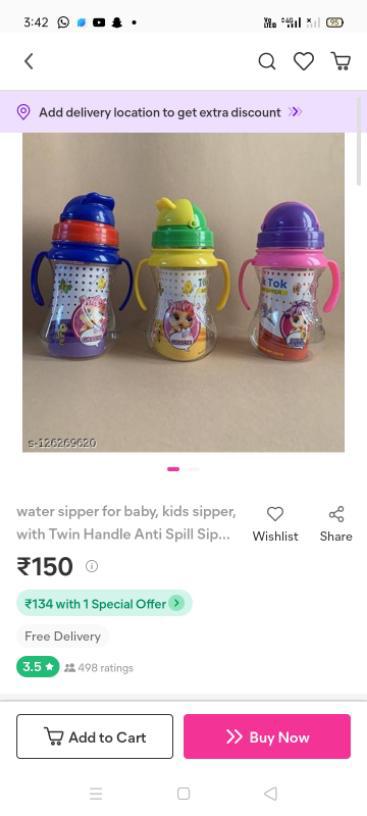 3:42
Add delivery location to get extra discount
Tok
s-126269620
water sipper for baby, kids sipper,
with Twin Handle Anti Spill Sip...
Wishlist
Share
₹150
₹134 with 1 Special Offer
Free Delivery
3.5 ★ 498 ratings
Add to Cart
Buy Now